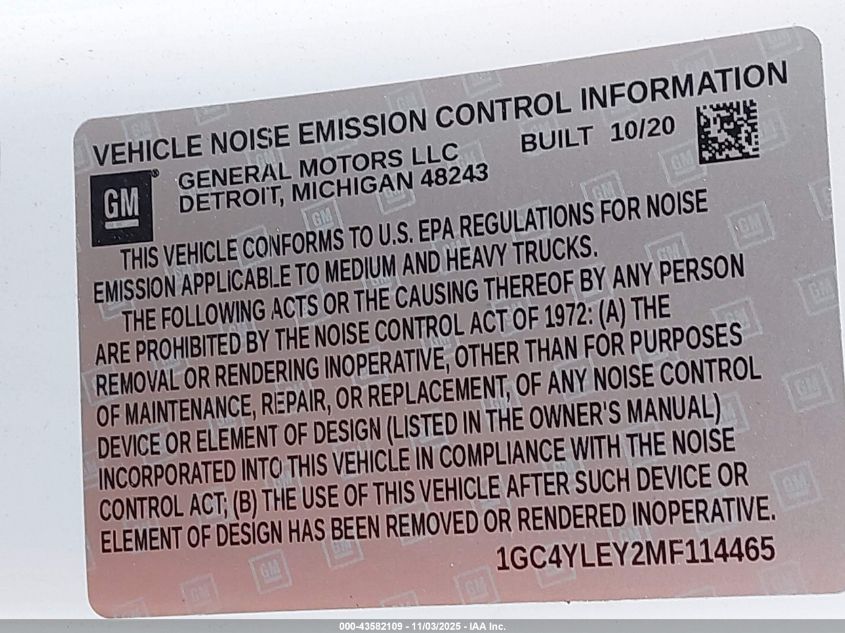 VEHICLE NOISE EMISSION CONTROL INFORMATION
GM®
GENERAL MOTORS LLC BUILT 10/20
DETROIT, MICHIGAN 48243
THIS VEHICLE CONFORMS TO U.S. EPA REGULATIONS FOR NOISE
EMISSION APPLICABLE TO MEDIUM AND HEAVY TRUCKS.
THE FOLLOWING ACTS OR THE CAUSING THEREOF BY ANY PERSON
ARE PROHIBITED BY THE NOISE CONTROL ACT OF 1972: (A) THE
REMOVAL OR RENDERING INOPERATIVE, OTHER THAN FOR PURPOSES
OF MAINTENANCE, REPAIR, OR REPLACEMENT, OF ANY NOISE CONTROL
DEVICE OR ELEMENT OF DESIGN (LISTED IN THE OWNER'S MANUAL)
INCORPORATED INTO THIS VEHICLE IN COMPLIANCE WITH THE NOISE
CONTROL ACT; (B) THE USE OF THIS VEHICLE AFTER SUCH DEVICE OR
ELEMENT OF DESIGN HAS BEEN REMOVED OR RENDERED INOPERATIVE.
1GC4YLEY2MF114465
000-43582109 - 11/03/2025 - IAA Inc.